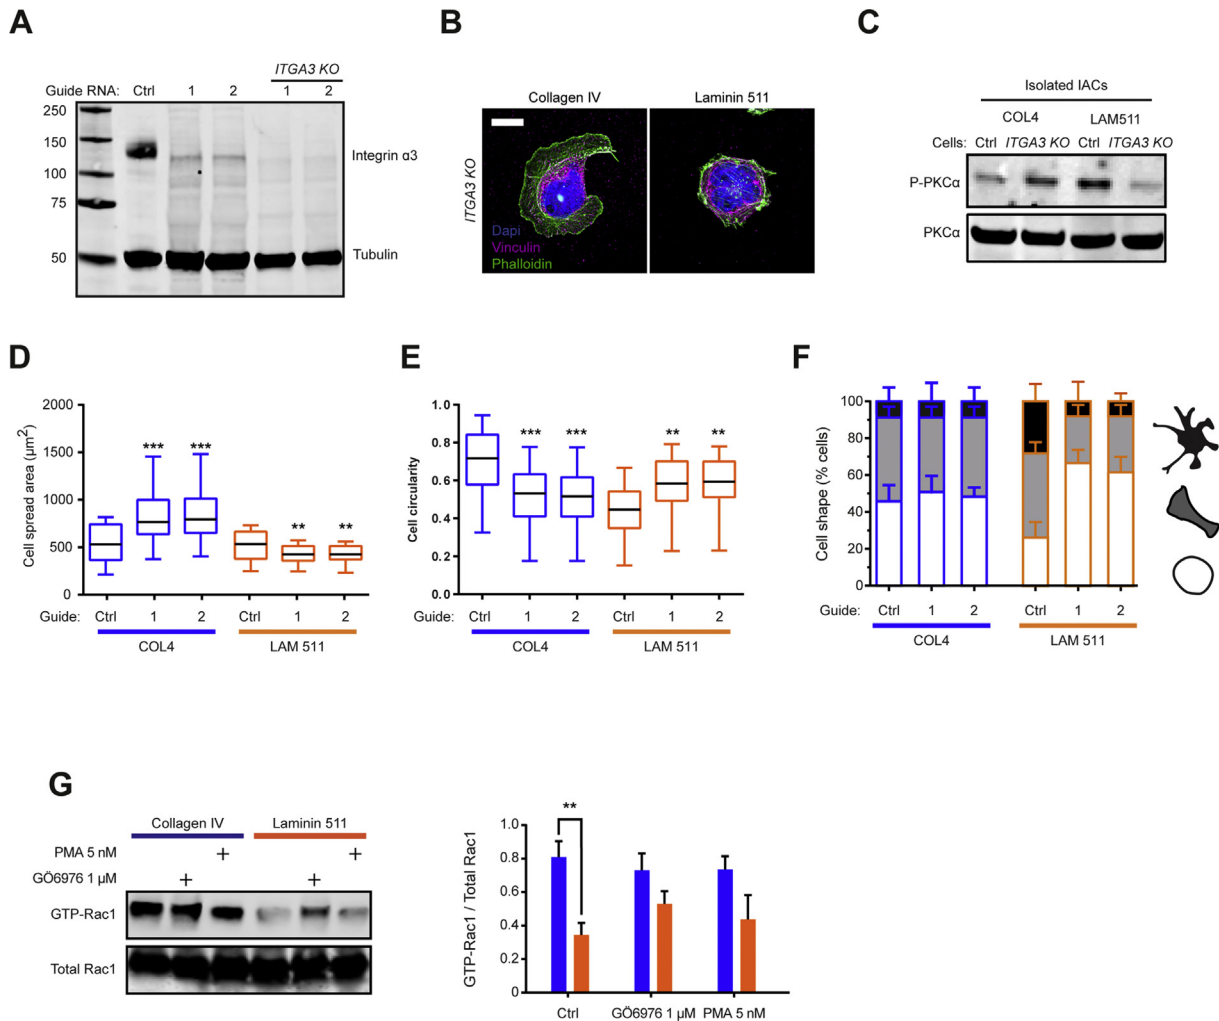 A
ITGA3 KO
Guide RNA: Ctrl 1 2 1 2
250
150
100
75
50
Integrin α3
Tubulin
B
Collagen IV Laminin 511
ITGA3 KO
Dapi
Vinculin
Phalloidin
C
Isolated IACs
COL4 LAM511
Cells: Ctrl ITGA3 KO Ctrl ITGA3 KO
P-PKCα
PKCα
D
Cell spread area (µm²)
2000
1500
1000
500
0
*** *** ** **
Guide: Ctrl 1 2 Ctrl 1 2
COL4 LAM 511
E
Cell circularity
1.0
0.8
0.6
0.4
0.2
0.0
*** *** ** **
Guide: Ctrl 1 2 Ctrl 1 2
COL4 LAM 511
F
Cell shape (% cells)
100
80
60
40
20
0
Guide: Ctrl 1 2 Ctrl 1 2
COL4 LAM 511
G
Collagen IV Laminin 511
PMA 5 nM + +
GÖ6976 1 µM + +
GTP-Rac1
Total Rac1
GTP-Rac1 / Total Rac1
1.0
0.8
0.6
0.4
0.2
0
**
Ctrl GÖ6976 1 µM PMA 5 nM